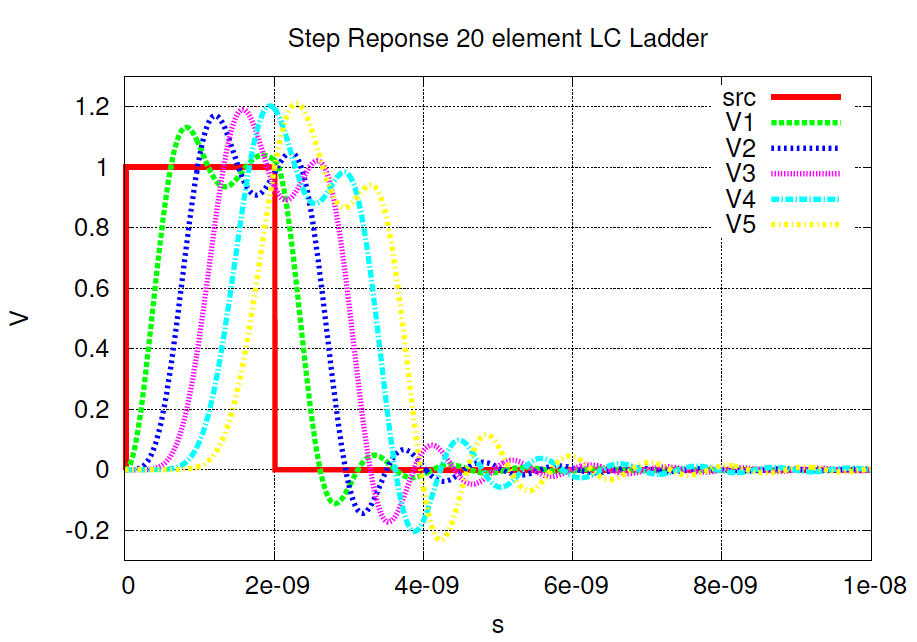 Step Reponse 20 element LC Ladder
1.2
1
0.8
0.6
0.4
0.2
0
-0.2
V
src
V1
V2
V3
V4
V5
0 2e-09 4e-09 6e-09 8e-09 1e-08
s